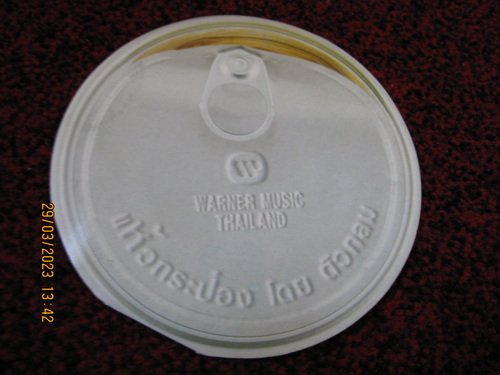 WARNER MUSIC
THAILAND
แห้วกระป๋อง โดย ตัวกลม
29/03/2023 13:42